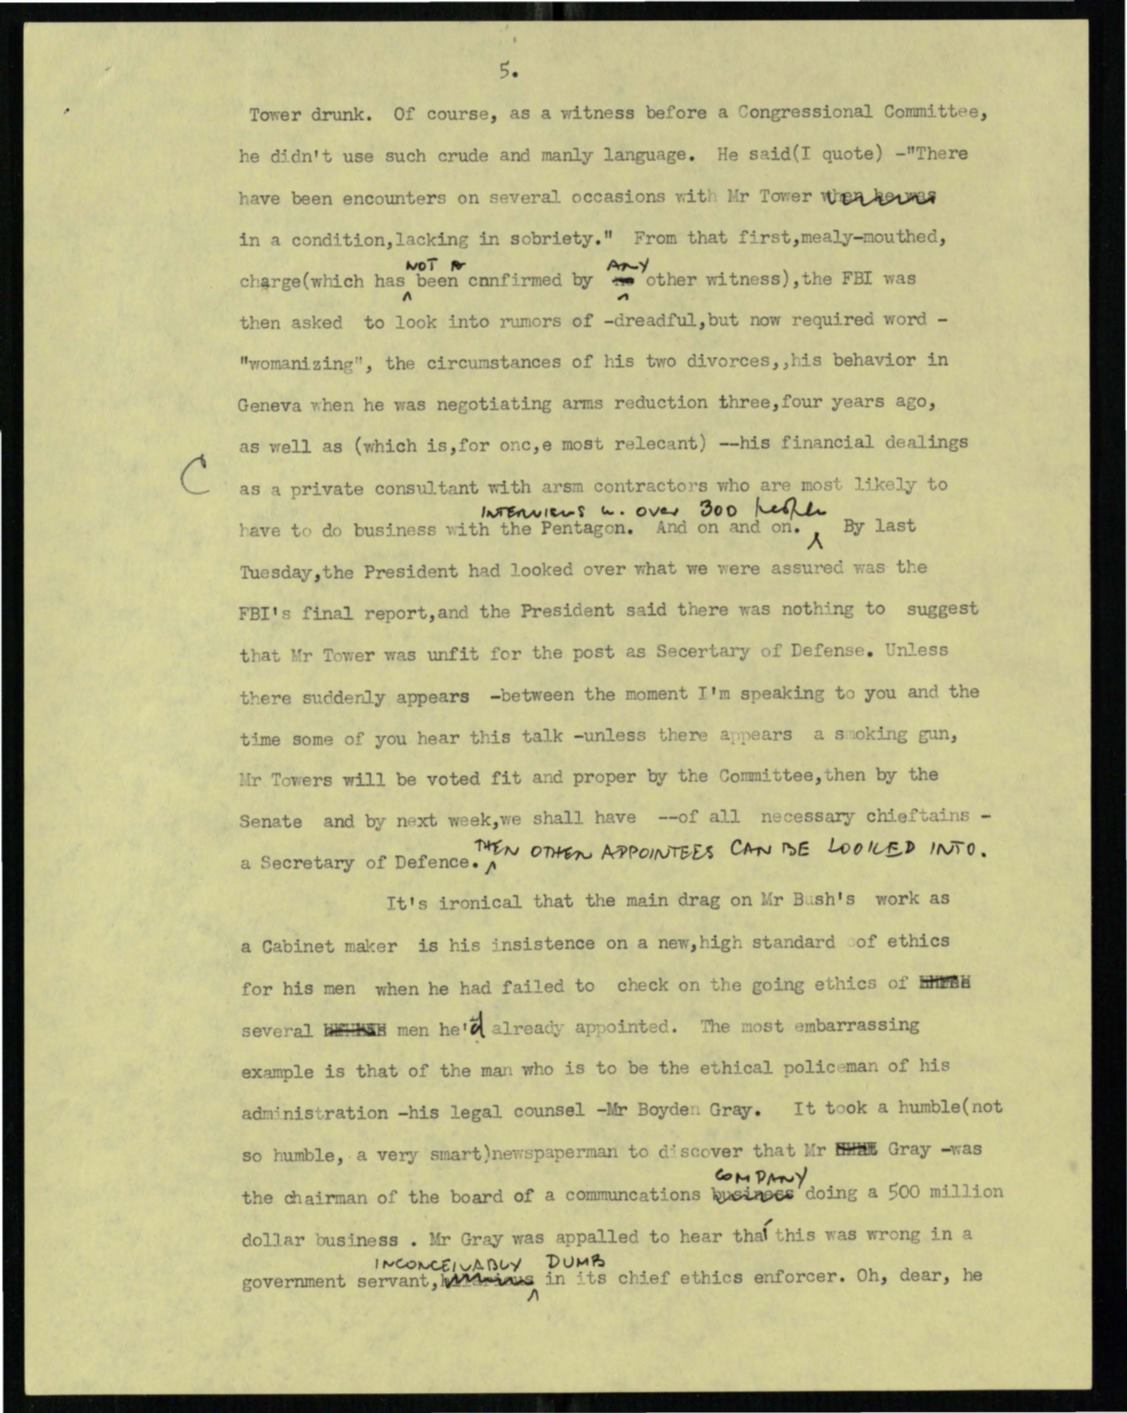 5.
Tower drunk. Of course, as a witness before a Congressional Committee,
he didn't use such crude and manly language. He said(I quote) -"There
have been encounters on several occasions with Mr Tower when he was
in a condition,lacking in sobriety." From that first,mealy-mouthed,
NOT ANY
charge(which has been cnnfirmed by no other witness),the FBI was
then asked to look into rumors of -dreadful,but now required word -
"womanizing", the circumstances of his two divorces,,his behavior in
Geneva when he was negotiating arms reduction three,four years ago,
as well as (which is,for onc,e most relecant) --his financial dealings
C
as a private consultant with arsm contractors who are most likely to
INTERVIEWS w. over 300 people
have to do business with the Pentagon. And on and on. By last
Tuesday,the President had looked over what we were assured was the
FBI's final report,and the President said there was nothing to suggest
that Mr Tower was unfit for the post as Secertary of Defense. Unless
there suddenly appears -between the moment I'm speaking to you and the
time some of you hear this talk -unless there appears a smoking gun,
Mr Towers will be voted fit and proper by the Committee,then by the
Senate and by next week,we shall have --of all necessary chieftains -
a Secretary of Defence. THEN OTHER APPOINTEES CAN BE LOOKED INTO.
It's ironical that the main drag on Mr Bush's work as
a Cabinet maker is his insistence on a new,high standard of ethics
for his men when he had failed to check on the going ethics of
several men he'd already appointed. The most embarrassing
example is that of the man who is to be the ethical policeman of his
administration -his legal counsel -Mr Boyden Gray. It took a humble(not
so humble, a very smart)newspaperman to discover that Mr Gray -was
COMPANY
the chairman of the board of a communcations business doing a 500 million
dollar business . Mr Gray was appalled to hear that this was wrong in a
INCONCEIVABLY DUMB
government servant, in its chief ethics enforcer. Oh, dear, he